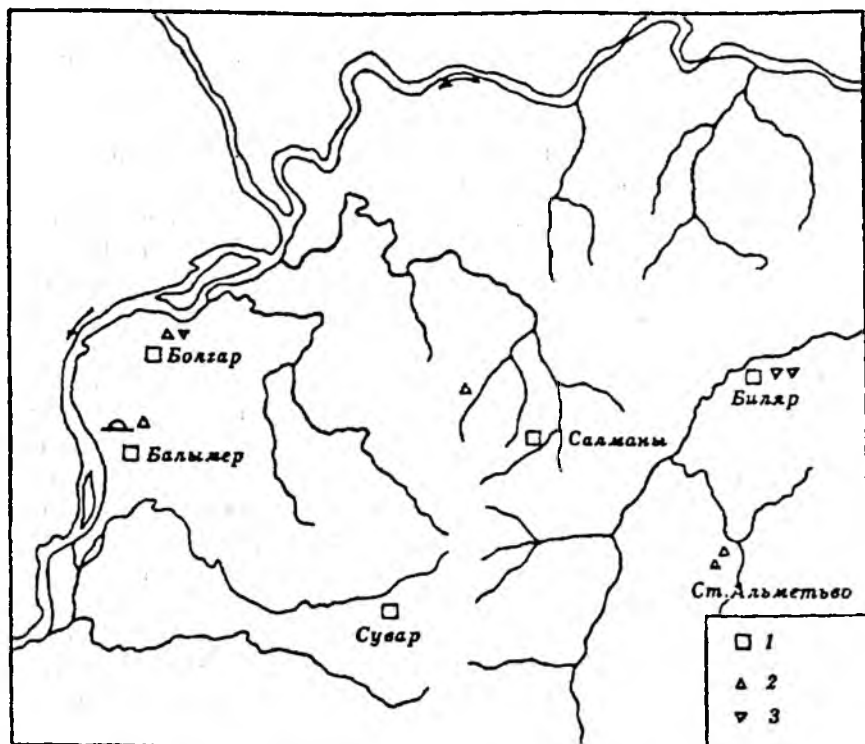 Болгар
Биляр
Балымер
Салманы
Ст. Альметьво
Сувар
1
2
3